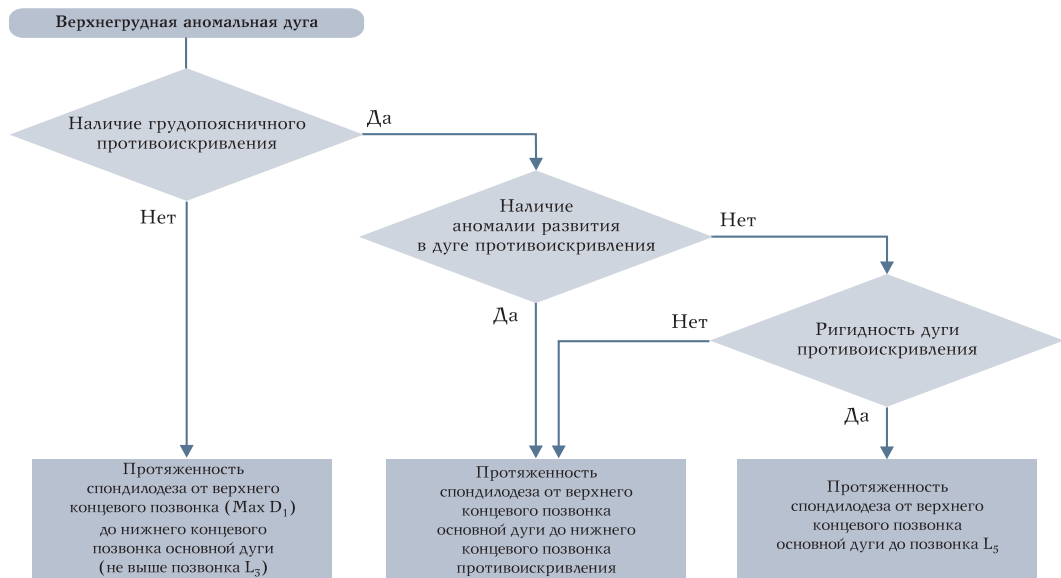 Верхнегрудная аномальная дуга
Наличие грудопоясничного
противоискривления
Да
Нет
Наличие
аномалии развития
в дуге противоискривления
Нет
Да
Нет
Ригидность дуги
противоискривления
Да
Протяженность
спондилодеза от верхнего
концевого позвонка (Max D₁)
до нижнего концевого
позвонка основной дуги
(не выше позвонка L₃)
Протяженность
спондилодеза от верхнего
концевого позвонка
основной дуги до нижнего
концевого позвонка
противоискривления
Протяженность
спондилодеза от верхнего
концевого позвонка
основной дуги до позвонка L₅